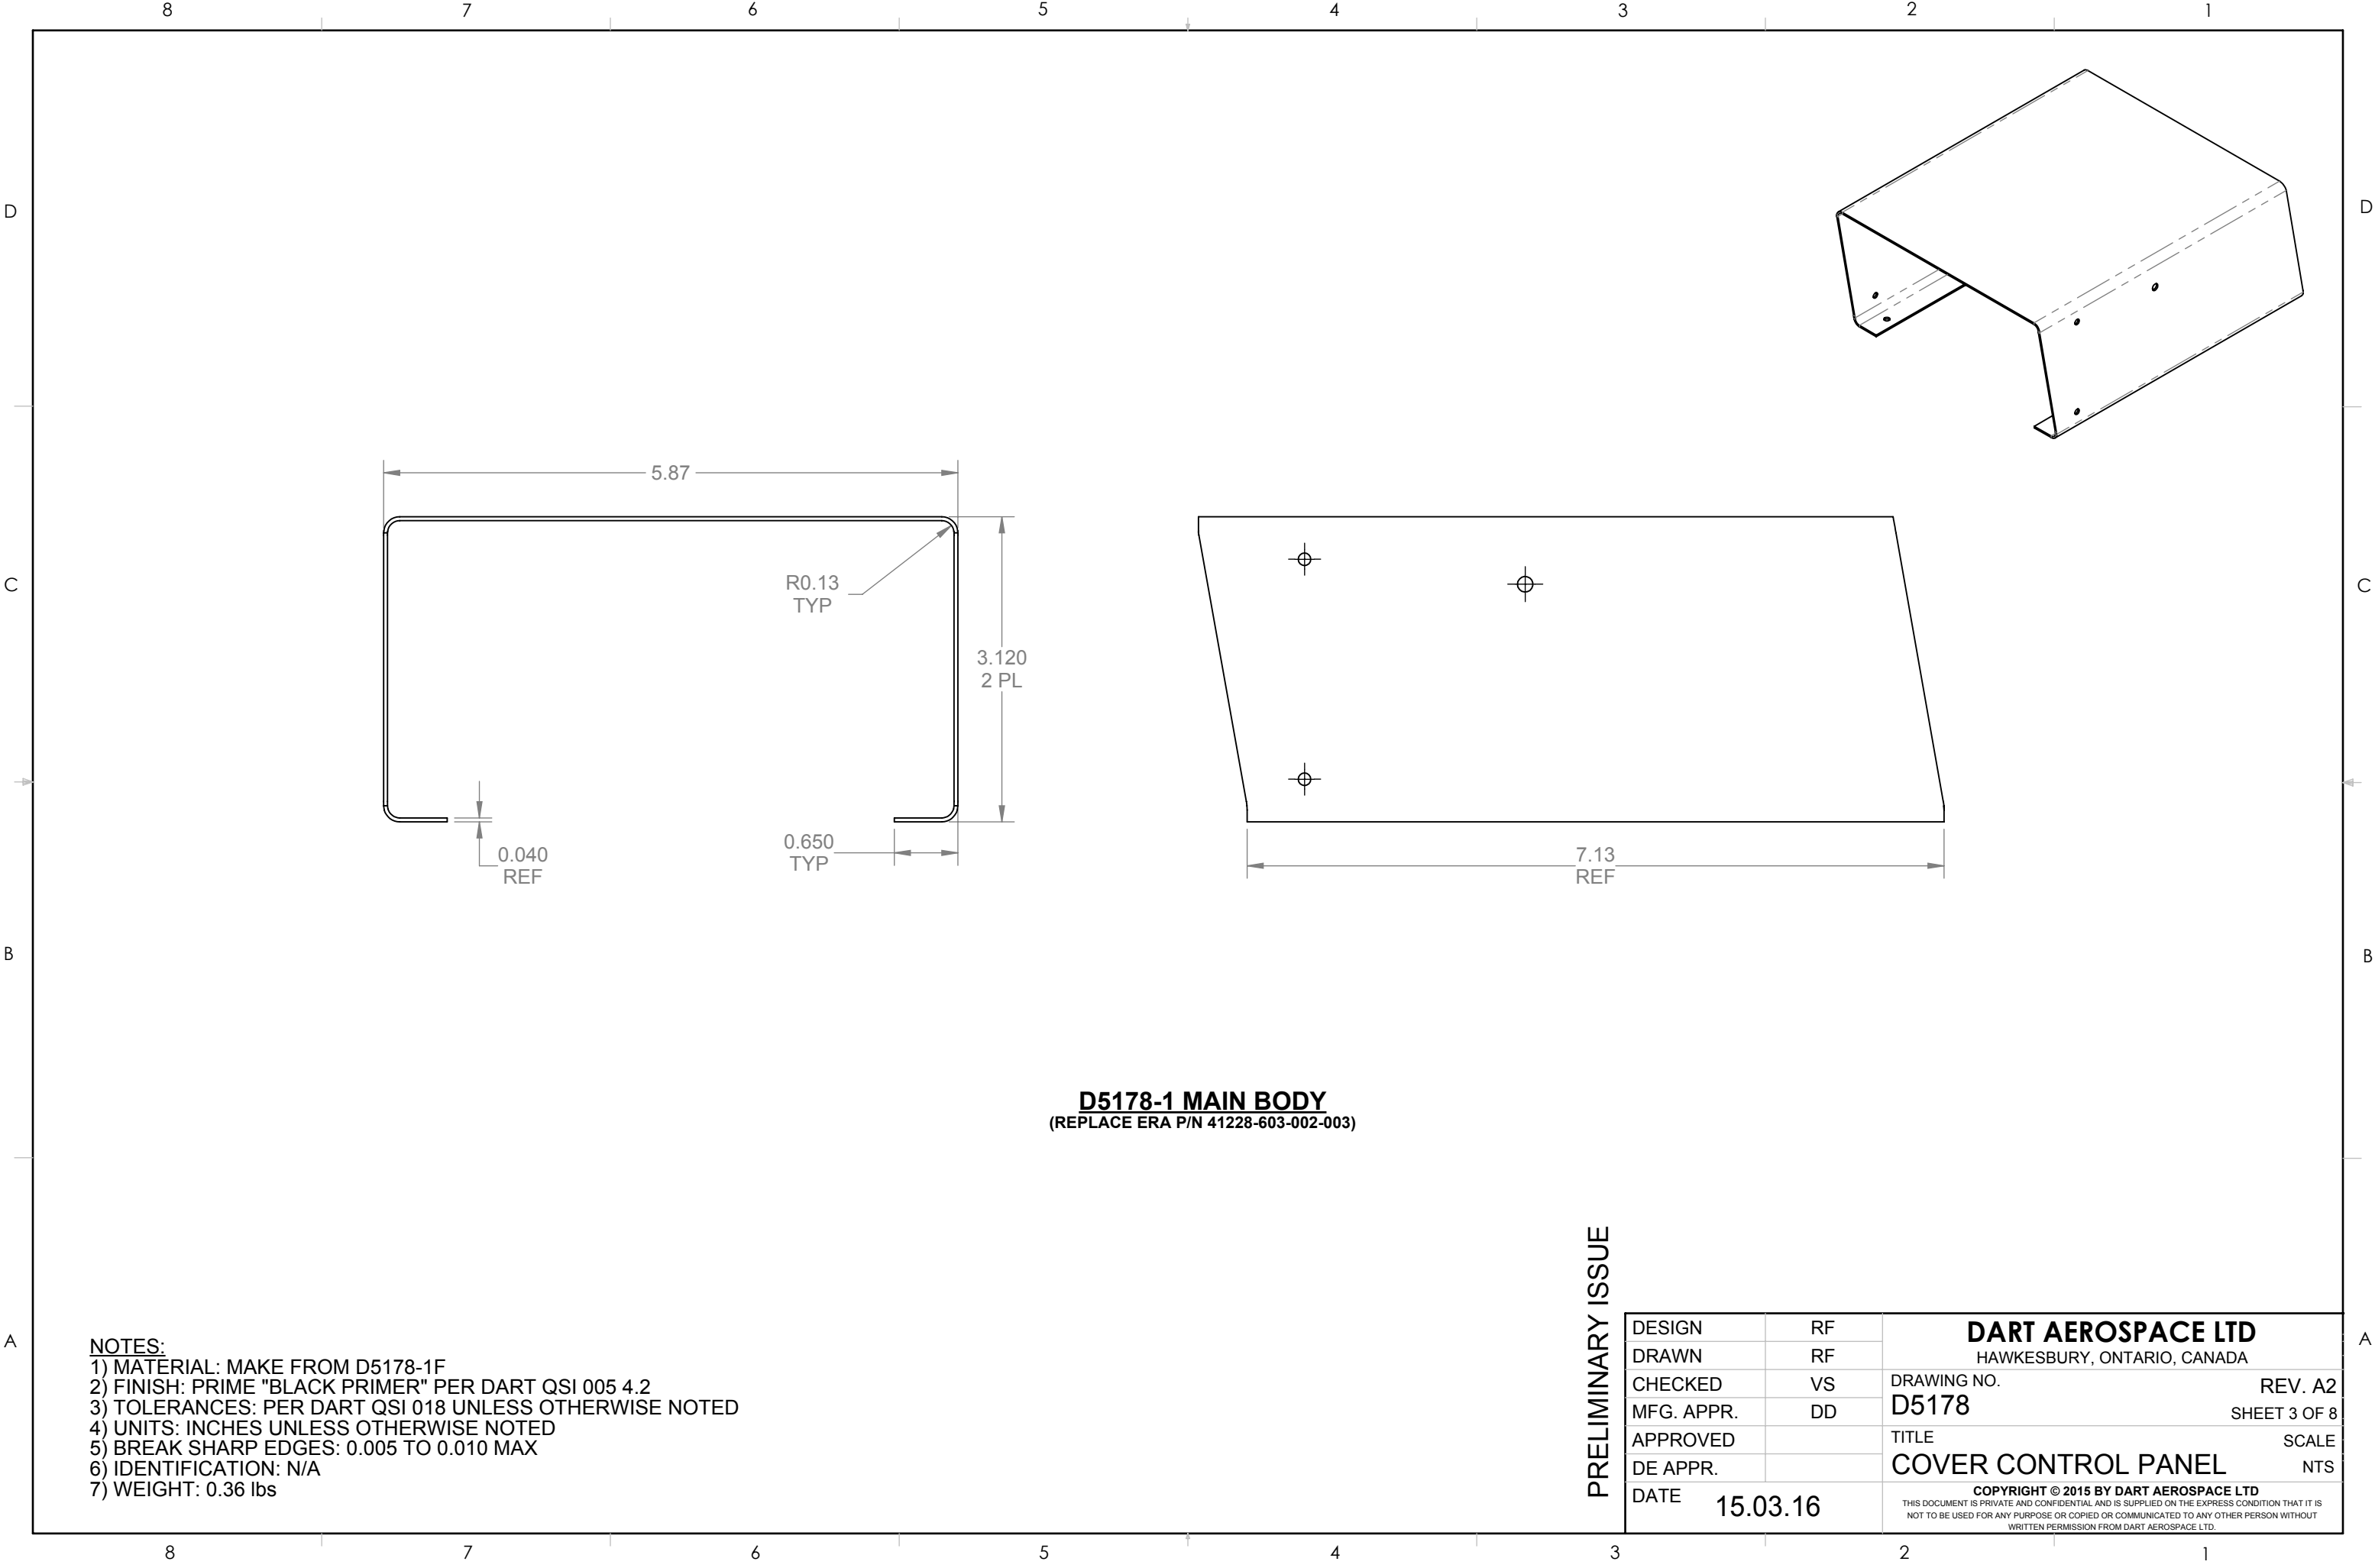 8 7 6 5 4 3 2 1
D D
5.87
R0.13
TYP
C C
3.120
2 PL
0.040
REF
0.650
TYP
7.13
REF
B B
D5178-1 MAIN BODY
(REPLACE ERA P/N 41228-603-002-003)
A A
NOTES:
1) MATERIAL: MAKE FROM D5178-1F
2) FINISH: PRIME "BLACK PRIMER" PER DART QSI 005 4.2
3) TOLERANCES: PER DART QSI 018 UNLESS OTHERWISE NOTED
4) UNITS: INCHES UNLESS OTHERWISE NOTED
5) BREAK SHARP EDGES: 0.005 TO 0.010 MAX
6) IDENTIFICATION: N/A
7) WEIGHT: 0.36 lbs
PRELIMINARY ISSUE
DESIGN RF
DRAWN RF
CHECKED VS
MFG. APPR. DD
APPROVED
DE APPR.
DATE 15.03.16
DART AEROSPACE LTD
HAWKESBURY, ONTARIO, CANADA
DRAWING NO. REV. A2
D5178 SHEET 3 OF 8
TITLE SCALE
COVER CONTROL PANEL NTS
COPYRIGHT © 2015 BY DART AEROSPACE LTD
THIS DOCUMENT IS PRIVATE AND CONFIDENTIAL AND IS SUPPLIED ON THE EXPRESS CONDITION THAT IT IS
NOT TO BE USED FOR ANY PURPOSE OR COPIED OR COMMUNICATED TO ANY OTHER PERSON WITHOUT
WRITTEN PERMISSION FROM DART AEROSPACE LTD.
8 7 6 5 4 3 2 1